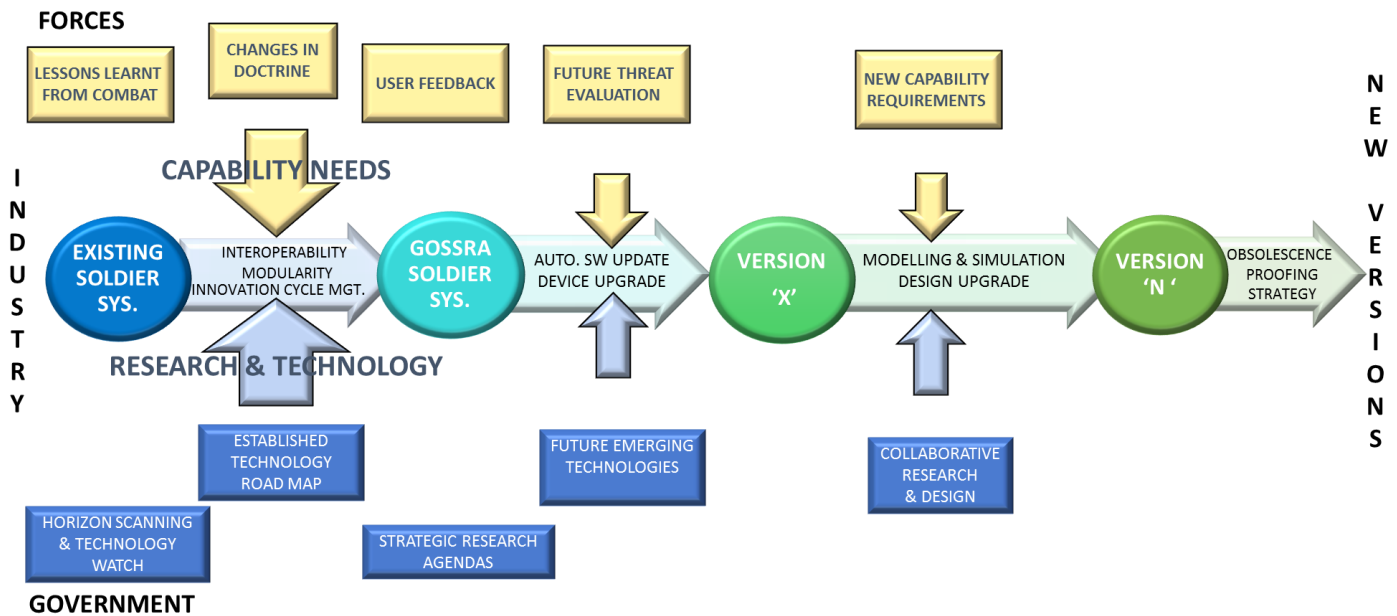 FORCES
LESSONS LEARNT
FROM COMBAT
CHANGES IN
DOCTRINE
USER FEEDBACK
FUTURE THREAT
EVALUATION
NEW CAPABILITY
REQUIREMENTS
CAPABILITY NEEDS
INDUSTRY
EXISTING
SOLDIER
SYS.
INTEROPERABILITY
MODULARITY
INNOVATION CYCLE MGT.
GOSSRA
SOLDIER
SYS.
AUTO. SW UPDATE
DEVICE UPGRADE
VERSION
‘X’
MODELLING & SIMULATION
DESIGN UPGRADE
VERSION
‘N ‘
OBSOLESCENCE
PROOFING
STRATEGY
NEW VERSIONS
RESEARCH & TECHNOLOGY
ESTABLISHED
TECHNOLOGY
ROAD MAP
FUTURE EMERGING
TECHNOLOGIES
COLLABORATIVE
RESEARCH
& DESIGN
HORIZON SCANNING
& TECHNOLOGY
WATCH
STRATEGIC RESEARCH
AGENDAS
GOVERNMENT